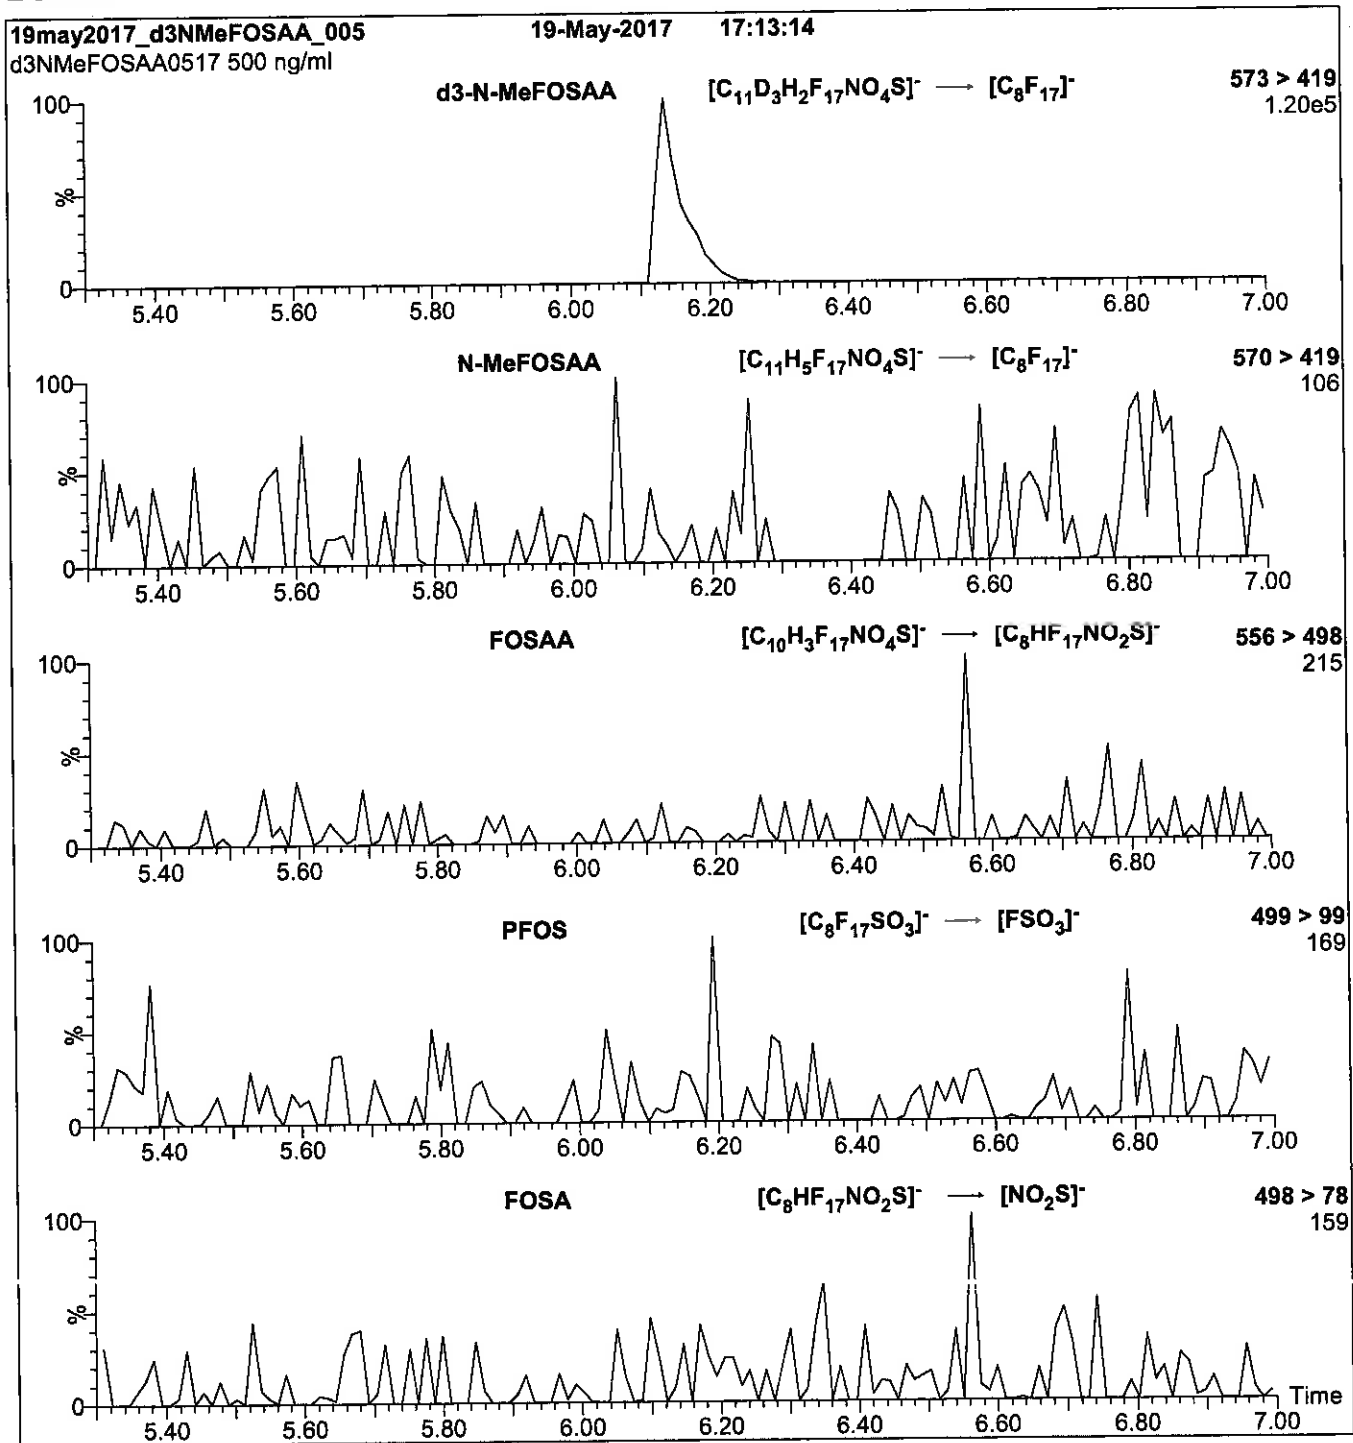 19may2017_d3NMeFOSAA_005 19-May-2017 17:13:14
d3NMeFOSAA0517 500 ng/ml
d3-N-MeFOSAA [C₁₁D₃H₂F₁₇NO₄S]⁻ → [C₈F₁₇]⁻ 573 > 419
1.20e5
100
%
0
5.40 5.60 5.80 6.00 6.20 6.40 6.60 6.80 7.00
N-MeFOSAA [C₁₁H₅F₁₇NO₄S]⁻ → [C₈F₁₇]⁻ 570 > 419
106
100
%
0
5.40 5.60 5.80 6.00 6.20 6.40 6.60 6.80 7.00
FOSAA [C₁₀H₃F₁₇NO₄S]⁻ → [C₈HF₁₇NO₂S]⁻ 556 > 498
215
100
%
0
5.40 5.60 5.80 6.00 6.20 6.40 6.60 6.80 7.00
PFOS [C₈F₁₇SO₃]⁻ → [FSO₃]⁻ 499 > 99
169
100
%
0
5.40 5.60 5.80 6.00 6.20 6.40 6.60 6.80 7.00
FOSA [C₈HF₁₇NO₂S]⁻ → [NO₂S]⁻ 498 > 78
159
100
%
0
Time
5.40 5.60 5.80 6.00 6.20 6.40 6.60 6.80 7.00